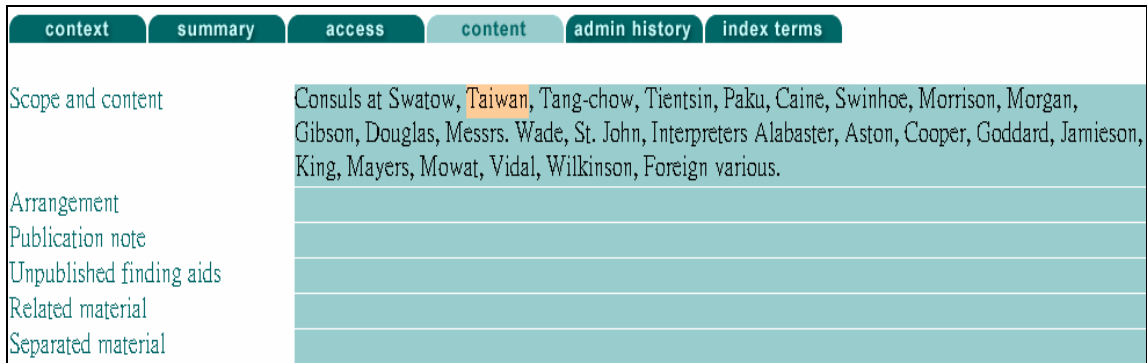 context summary access content admin history index terms
Scope and content Consuls at Swatow, Taiwan, Tang-chow, Tientsin, Paku, Caine, Swinhoe, Morrison, Morgan,
Gibson, Douglas, Messrs. Wade, St. John, Interpreters Alabaster, Aston, Cooper, Goddard, Jamieson,
King, Mayers, Mowat, Vidal, Wilkinson, Foreign various.
Arrangement
Publication note
Unpublished finding aids
Related material
Separated material